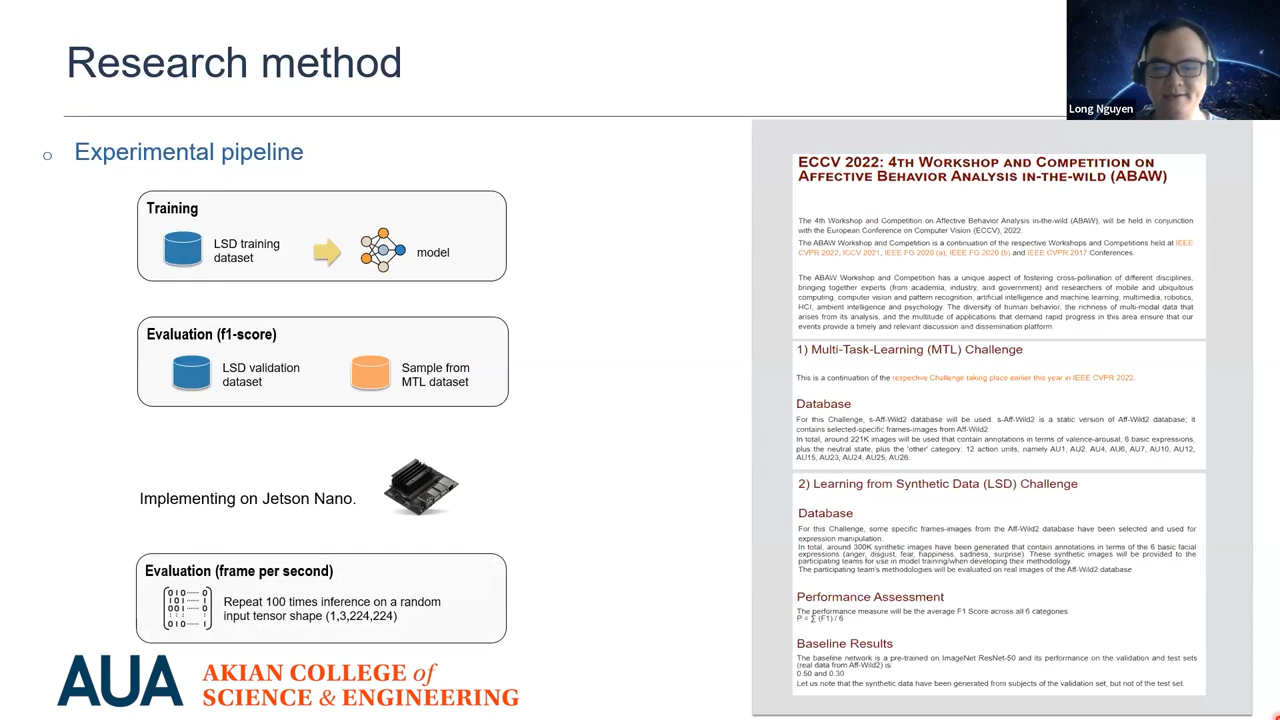 Research method
Long Nguyen
Experimental pipeline
Training
LSD training
dataset
model
Evaluation (f1-score)
LSD validation
dataset
Sample from
MTL dataset
Implementing on Jetson Nano.
Evaluation (frame per second)
Repeat 100 times inference on a random
input tensor shape (1,3,224,224)
AUA AKIAN COLLEGE of
SCIENCE & ENGINEERING
ECCV 2022: 4TH WORKSHOP AND COMPETITION ON
AFFECTIVE BEHAVIOR ANALYSIS IN-THE-WILD (ABAW)
The 4th Workshop and Competition on Affective Behavior Analysis in-the-wild (ABAW), will be held in conjunction
with the European Conference on Computer Vision (ECCV), 2022.
The ABAW Workshop and Competition is a continuation of the respective Workshops and Competitions held at IEEE
CVPR 2022, ICCV 2021, IEEE FG 2020 (a), IEEE FG 2020 (b) and IEEE CVPR 2017 Conferences.
The ABAW Workshop and Competition has a unique aspect of fostering cross-pollination of different disciplines,
bringing together experts (from academia, industry, and government) and researchers of mobile and ubiquitous
computing, computer vision and pattern recognition, artificial intelligence and machine learning, multimedia, robotics,
HCI, ambient intelligence and psychology. The diversity of human behavior, the richness of multi-modal data that
arises from its analysis, and the multitude of applications that demand rapid progress in this area ensure that our
events provide a timely and relevant discussion and dissemination platform.
1) Multi-Task-Learning (MTL) Challenge
This is a continuation of the respective Challenge taking place earlier this year in IEEE CVPR 2022.
Database
For this Challenge, s-Aff-Wild2 database will be used. s-Aff-Wild2 is a static version of Aff-Wild2 database; it
contains selected-specific frames-images from Aff-Wild2.
In total, around 221K images will be used that contain annotations in terms of valence-arousal; 6 basic expressions,
plus the neutral state, plus the 'other' category; 12 action units, namely AU1, AU2, AU4, AU6, AU7, AU10, AU12,
AU15, AU23, AU24, AU25, AU26.
2) Learning from Synthetic Data (LSD) Challenge
Database
For this Challenge, some specific frames-images from the Aff-Wild2 database have been selected and used for
expression manipulation.
In total, around 300K synthetic images have been generated that contain annotations in terms of the 6 basic facial
expressions (anger, disgust, fear, happiness, sadness, surprise). These synthetic images will be provided to the
participating teams for use in model training/when developing their methodology.
The participating team's methodologies will be evaluated on real images of the Aff-Wild2 database
Performance Assessment
The performance measure will be the average F1 Score across all 6 categories.
P = ∑ (F1) / 6
Baseline Results
The baseline network is a pre-trained on ImageNet ResNet-50 and its performance on the validation and test sets
(real data from Aff-Wild2) is:
0.50 and 0.30
Let us note that the synthetic data have been generated from subjects of the validation set, but not of the test set.